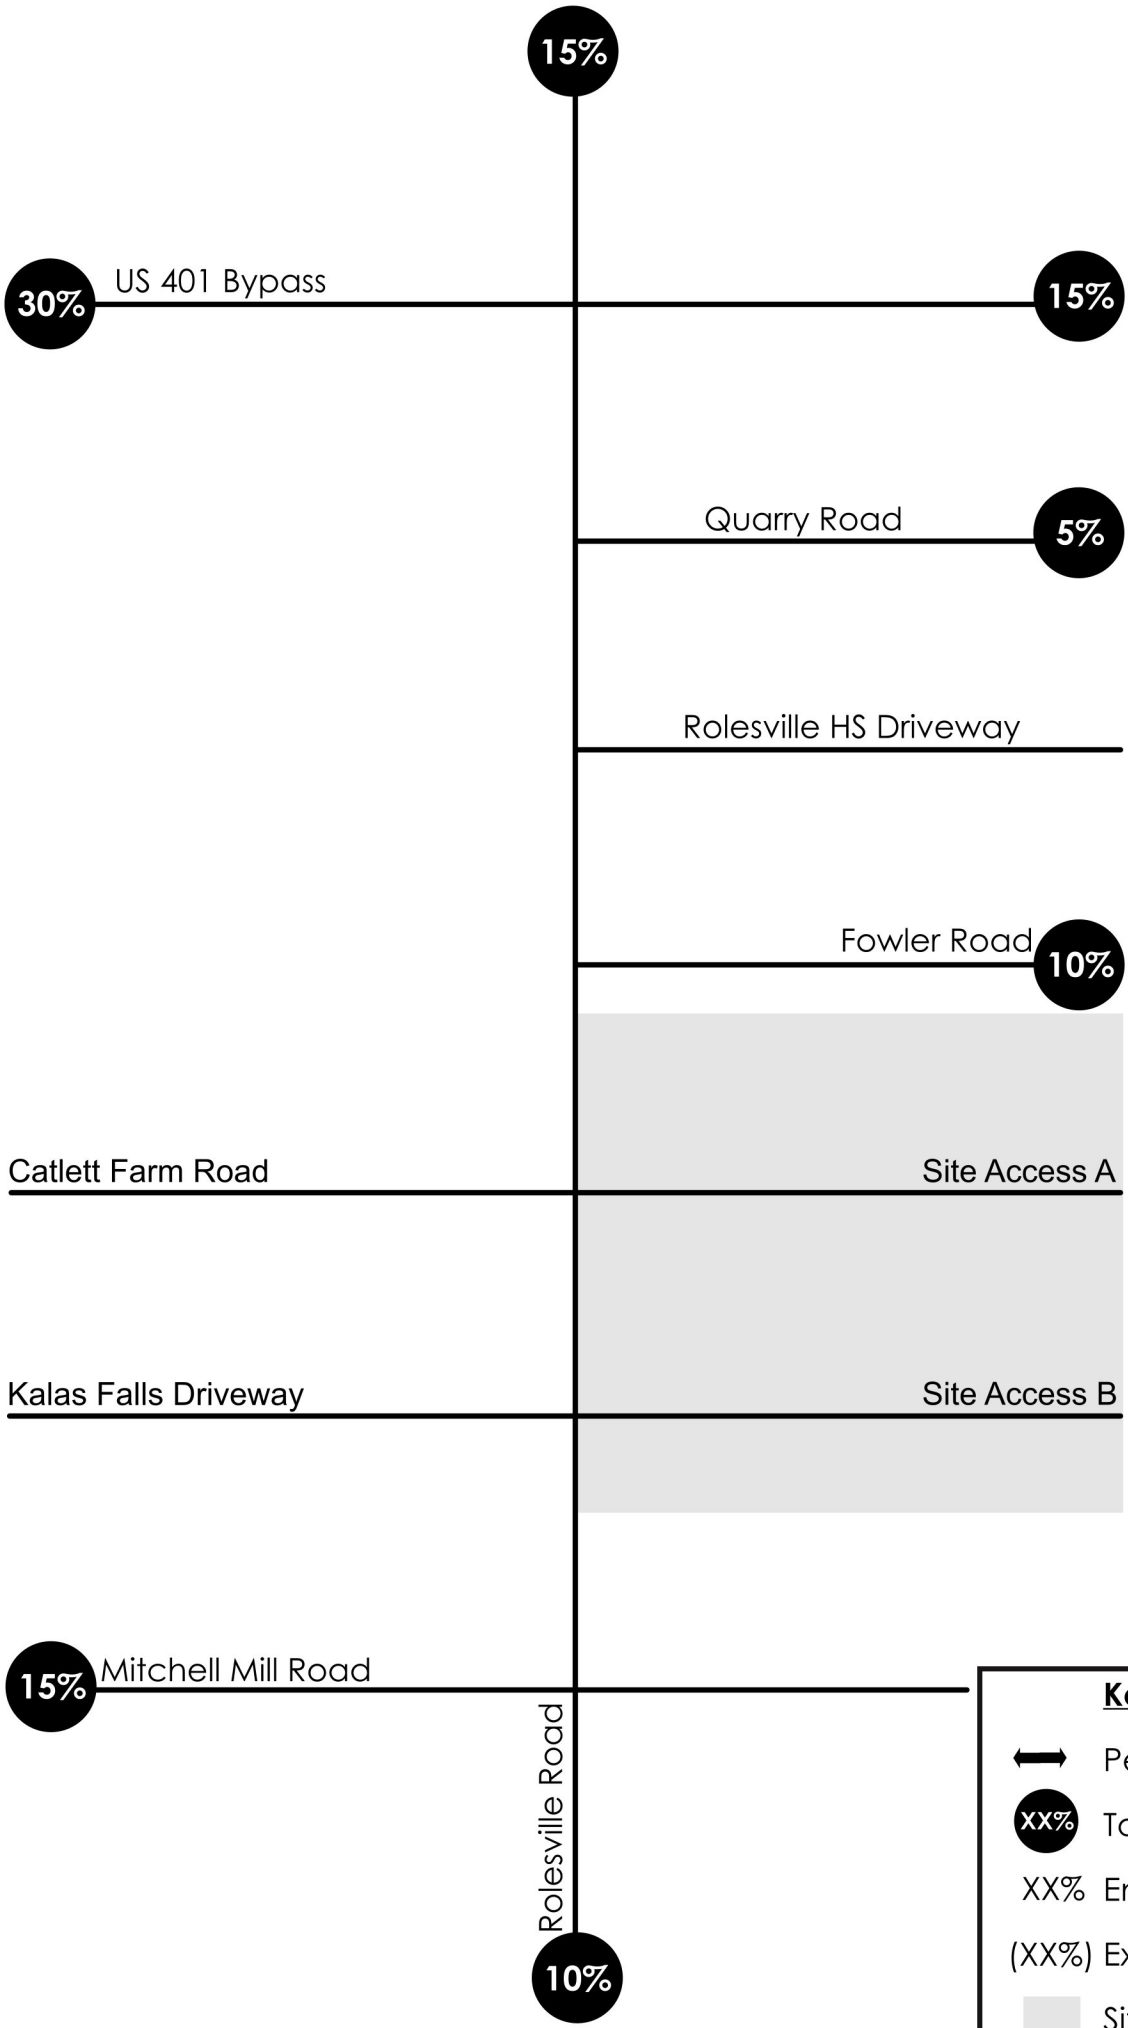 15%
US 401 Bypass
30%
15%
Quarry Road
5%
Rolesville HS Driveway
Fowler Road
10%
Catlett Farm Road
Site Access A
Kalas Falls Driveway
Site Access B
15%
Mitchell Mill Road
Rolesville Road
10%
XX%
XX%
(XX%)